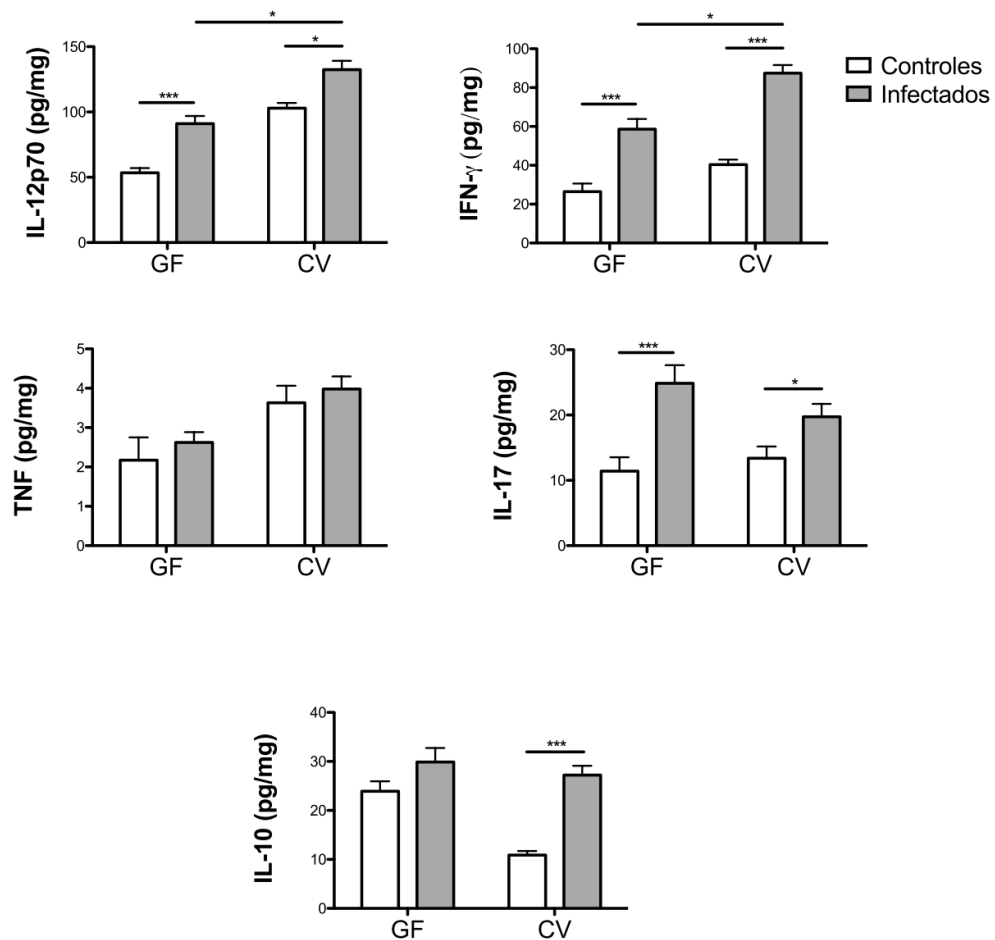 *
*
***
IL-12p70 (pg/mg)
150
100
50
0
GF CV
*
***
***
IFN-γ (pg/mg)
100
80
60
40
20
0
GF CV
Controles
Infectados
TNF (pg/mg)
5
4
3
2
1
0
GF CV
***
*
IL-17 (pg/mg)
30
20
10
0
GF CV
***
IL-10 (pg/mg)
40
30
20
10
0
GF CV